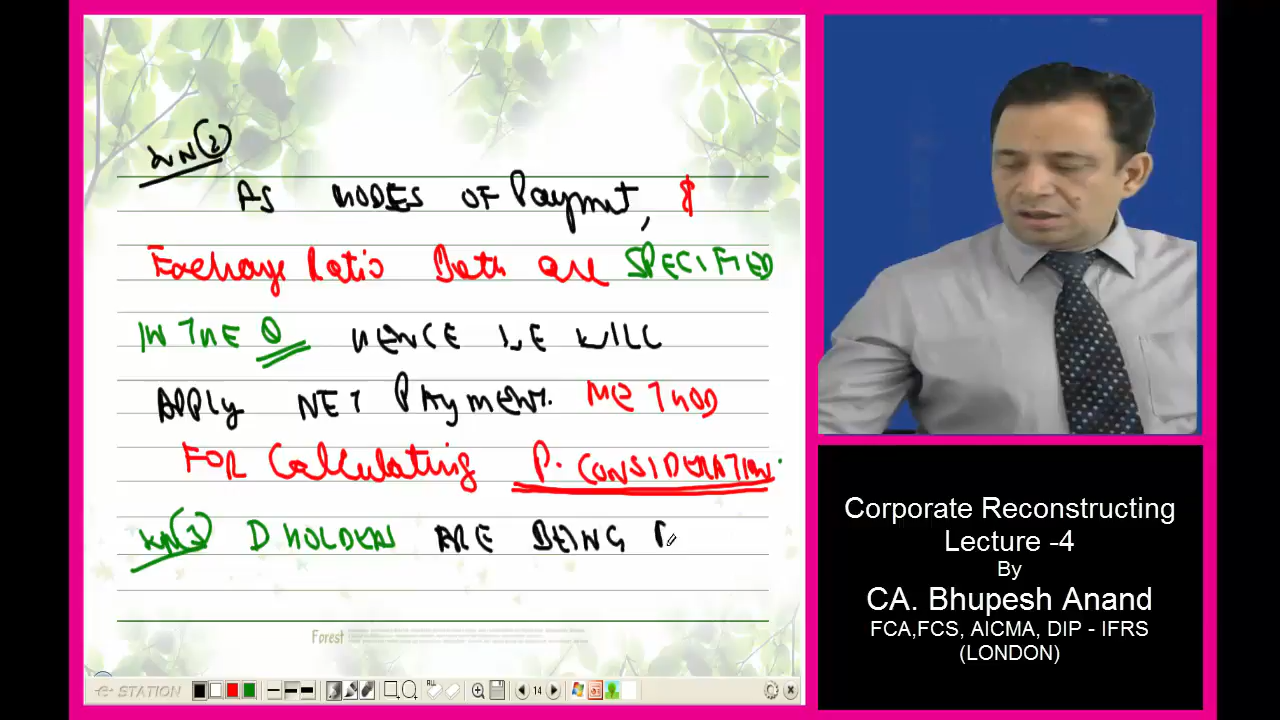 WN(2)
AS MODES OF Payment, &
Exchange Ratio Both are SPECIFIED
IN THE Q HENCE WE WILL
APPLY NET PAYMENT METHOD
FOR Calculating P. CONSIDERATION.
WN(3) D HOLDERS ARE BEING P
Forest
e-STATION
14
Corporate Reconstructing
Lecture -4
By
CA. Bhupesh Anand
FCA,FCS, AICMA, DIP - IFRS
(LONDON)